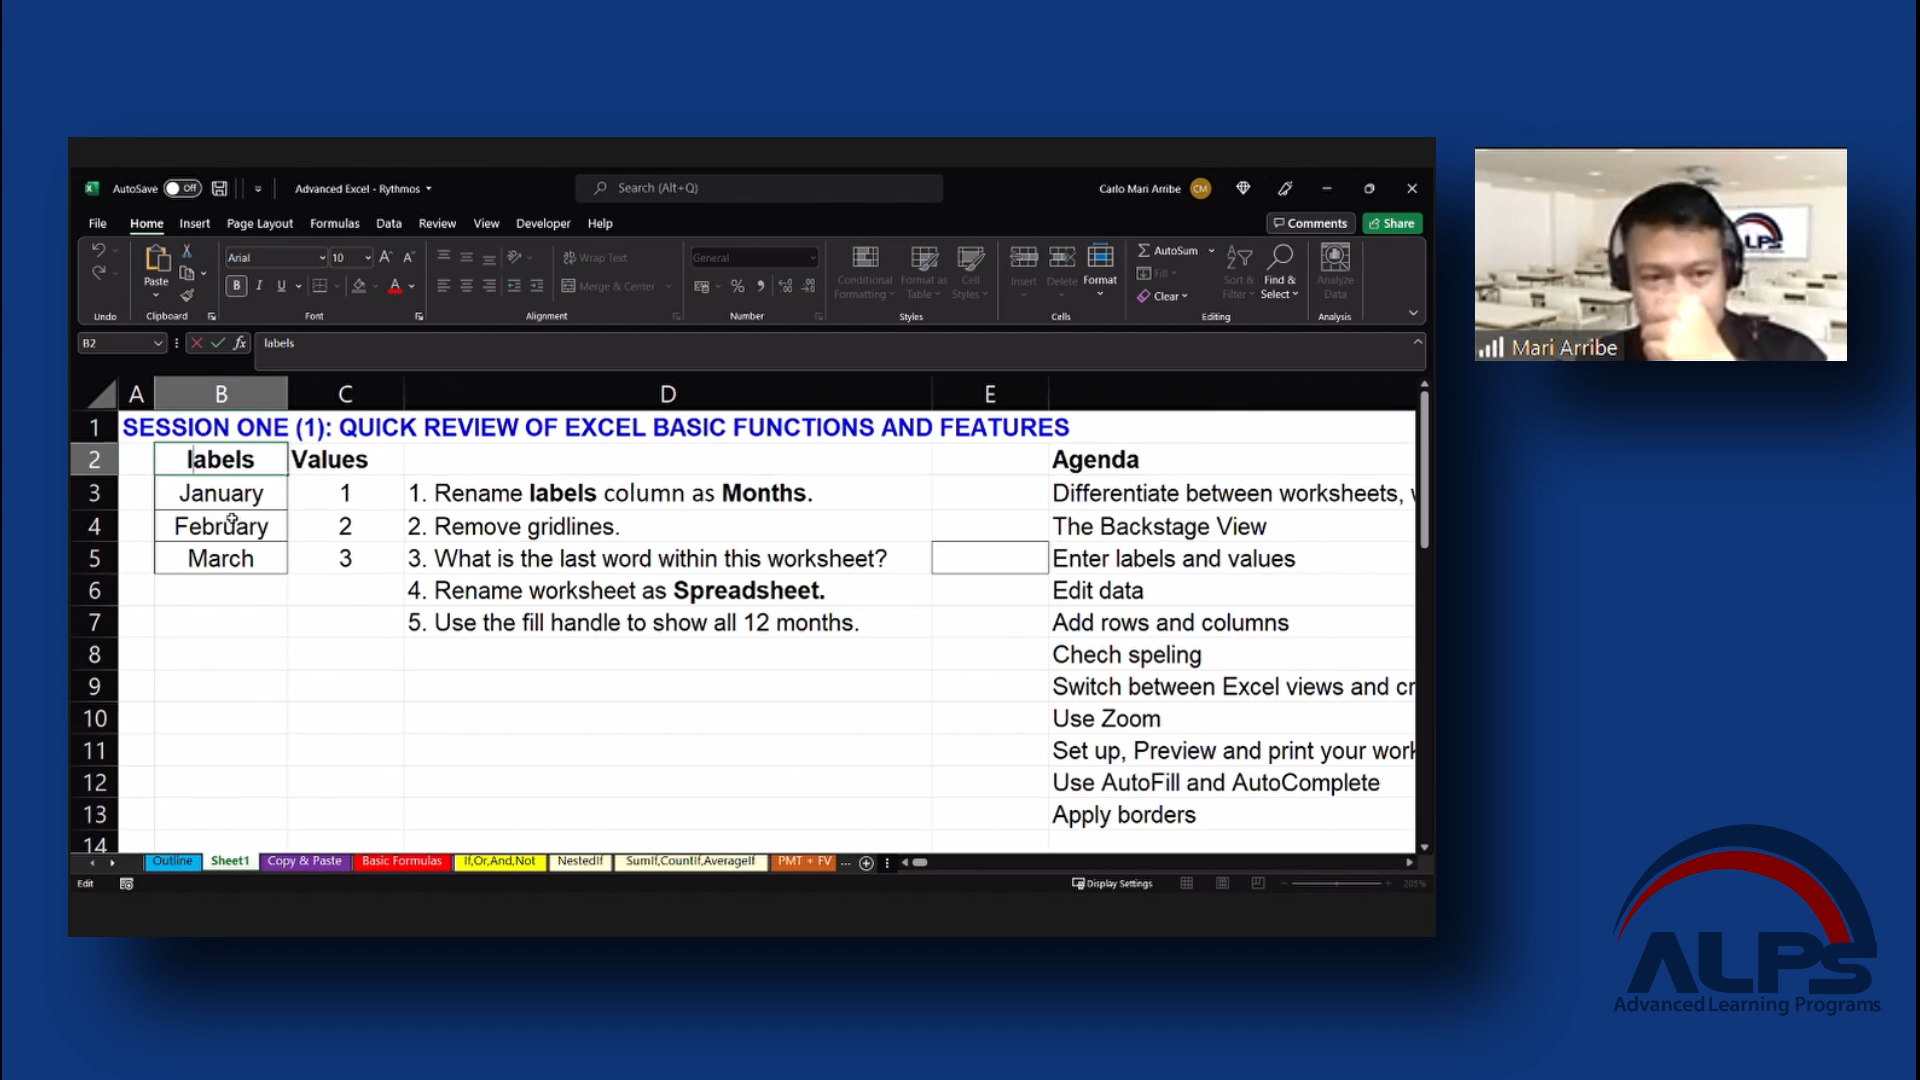 AutoSave Off Advanced Excel - Rythmos Search (Alt+Q) Carlo Mari Arribe CM
File Home Insert Page Layout Formulas Data Review View Developer Help Comments Share
Arial 10 Wrap Text General AutoSum
Paste B I U Merge & Center % Conditional Formatting Format as Table Cell Styles Insert Delete Format Fill Clear Sort & Filter Find & Select Analyze Data
Undo Clipboard Font Alignment Number Styles Cells Editing Analysis
B2 fx labels
A B C D E
1 SESSION ONE (1): QUICK REVIEW OF EXCEL BASIC FUNCTIONS AND FEATURES
2 labels Values Agenda
3 January 1 1. Rename labels column as Months. Differentiate between worksheets,
4 February 2 2. Remove gridlines. The Backstage View
5 March 3 3. What is the last word within this worksheet? Enter labels and values
6 4. Rename worksheet as Spreadsheet. Edit data
7 5. Use the fill handle to show all 12 months. Add rows and columns
8 Chech speling
9 Switch between Excel views and cr
10 Use Zoom
11 Set up, Preview and print your work
12 Use AutoFill and AutoComplete
13 Apply borders
14
Outline Sheet1 Copy & Paste Basic Formulas If,Or,And,Not NestedIf SumIf,CountIf,AverageIf PMT + FV ...
Edit Display Settings 205%
Mari Arribe
ALPs
Advanced Learning Programs